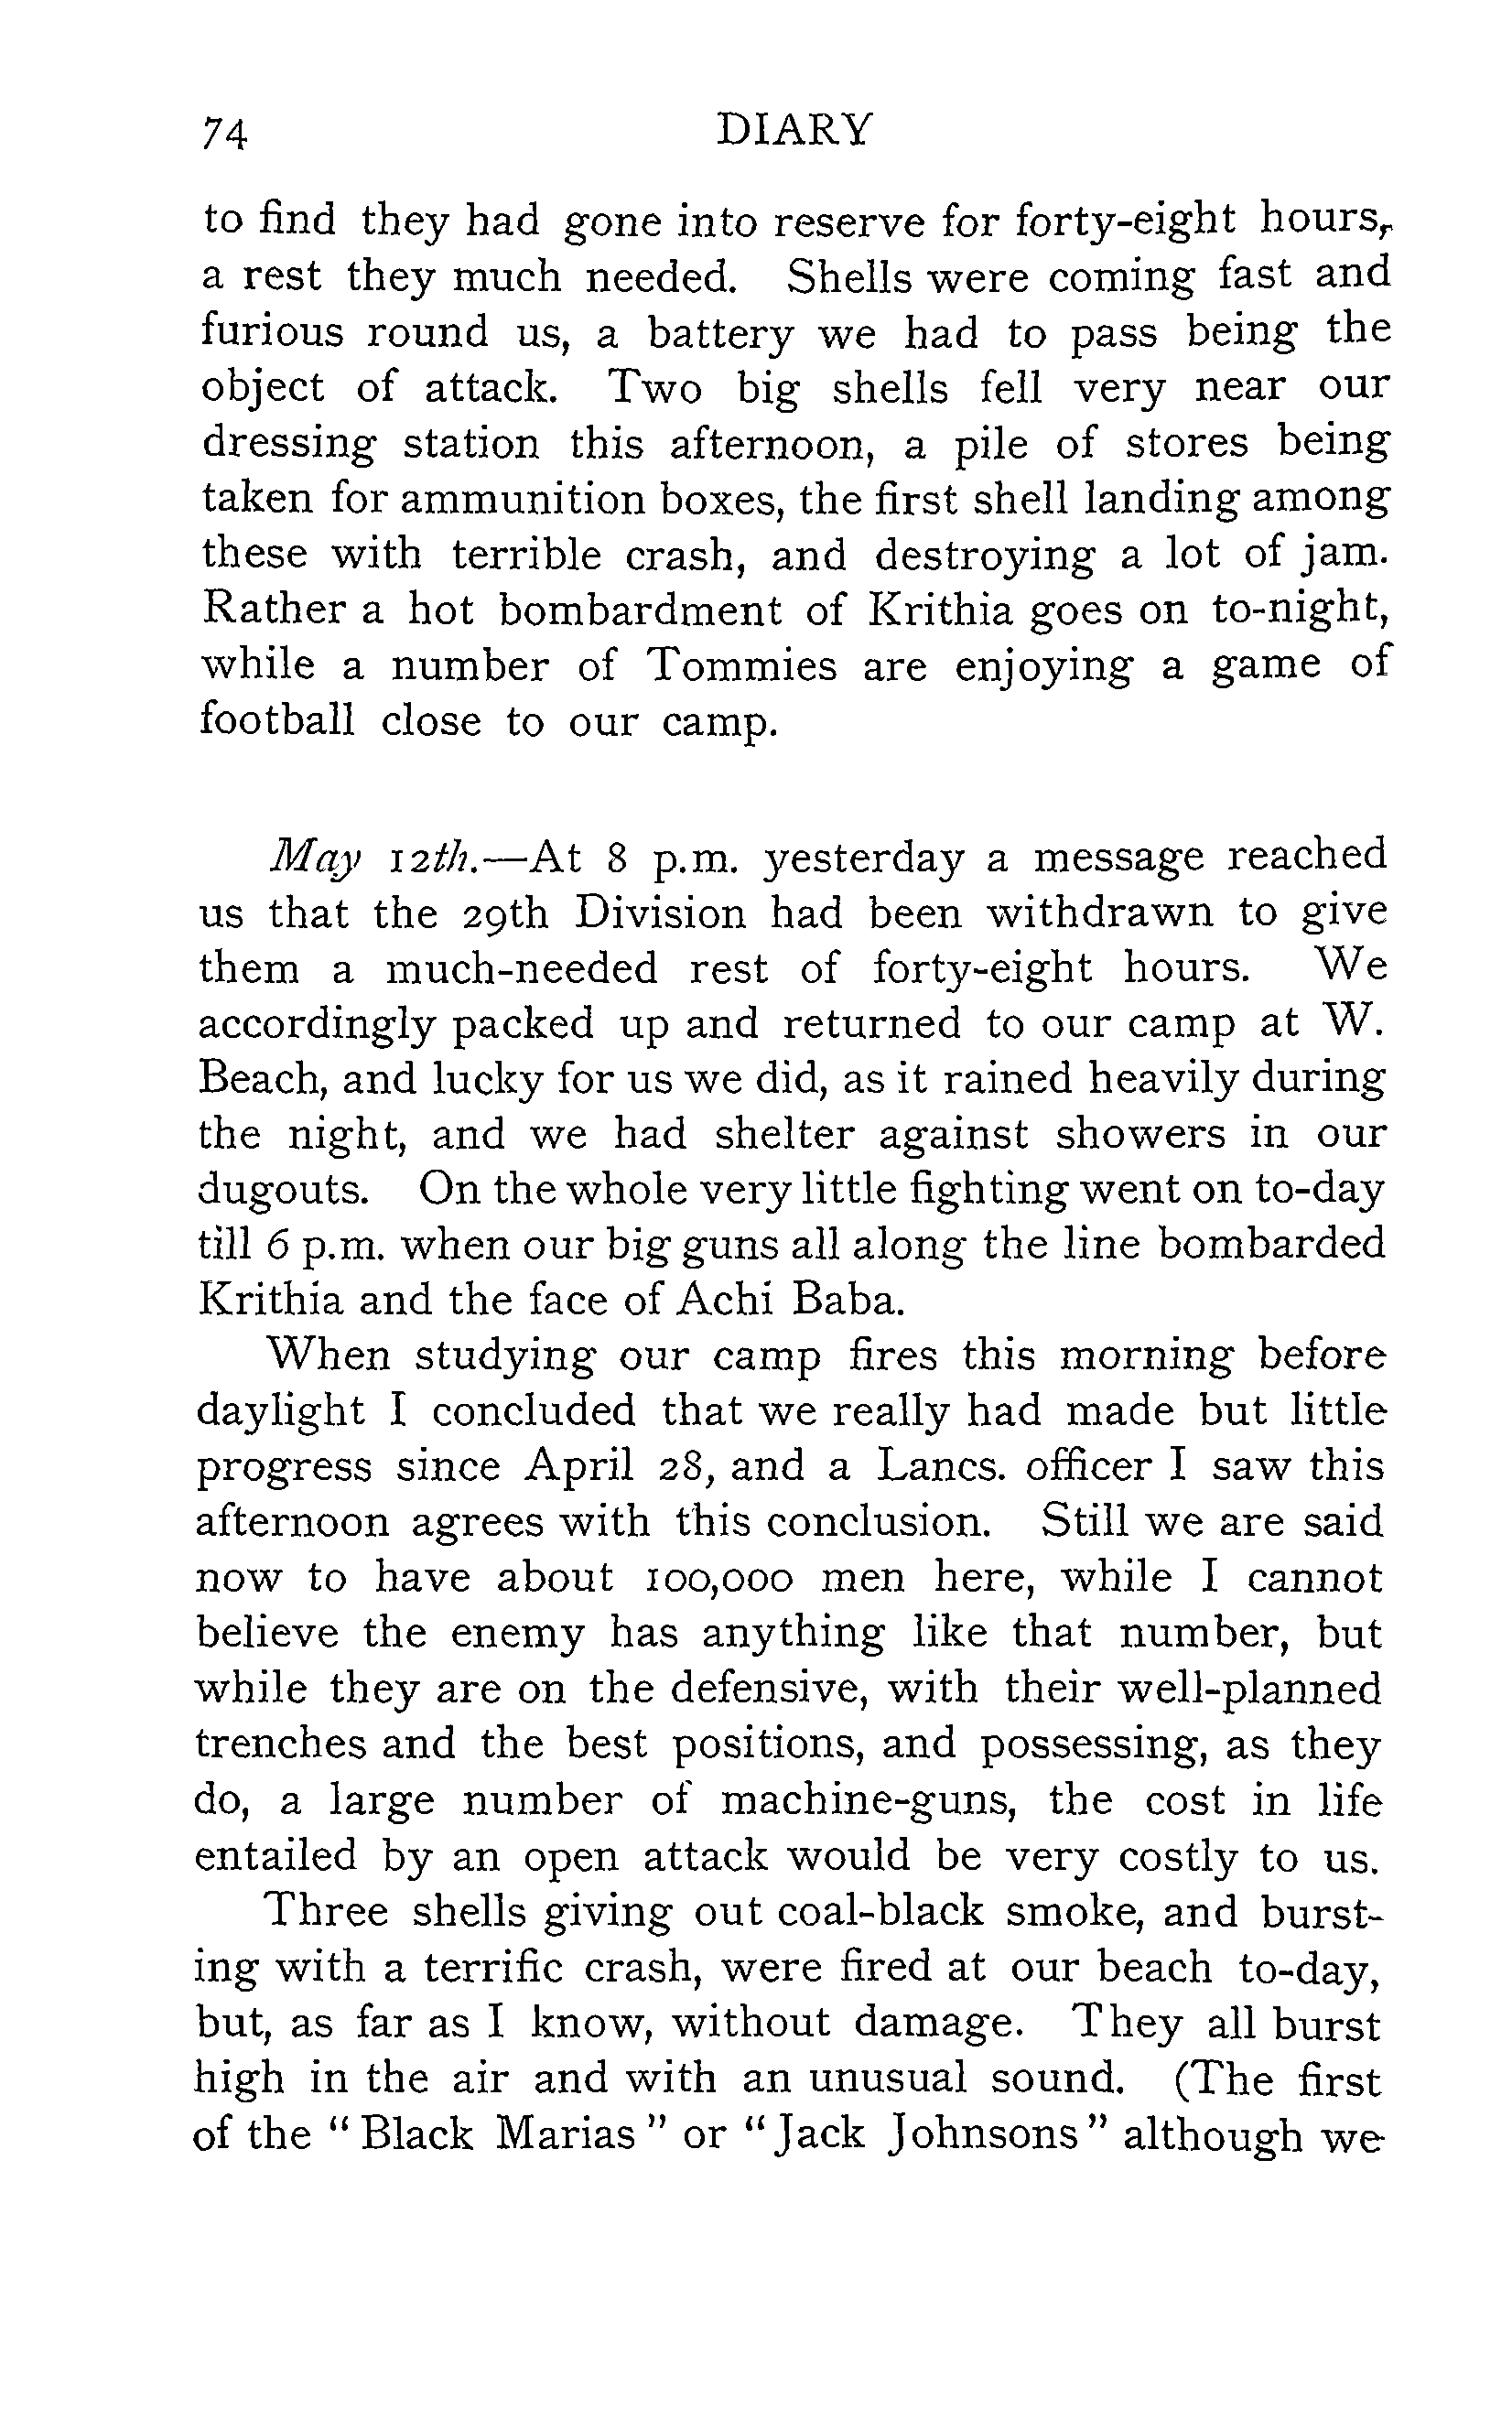 74 DIARY
to find they had gone into reserve for forty-eight hours,
a rest they much needed. Shells were coming fast and
furious round us, a battery we had to pass being the
object of attack. Two big shells fell very near our
dressing station this afternoon, a pile of stores being
taken for ammunition boxes, the first shell landing among
these with terrible crash, and destroying a lot of jam.
Rather a hot bombardment of Krithia goes on to-night,
while a number of Tommies are enjoying a game of
football close to our camp.
May 12th.—At 8 p.m. yesterday a message reached
us that the 29th Division had been withdrawn to give
them a much-needed rest of forty-eight hours. We
accordingly packed up and returned to our camp at W.
Beach, and lucky for us we did, as it rained heavily during
the night, and we had shelter against showers in our
dugouts. On the whole very little fighting went on to-day
till 6 p.m. when our big guns all along the line bombarded
Krithia and the face of Achi Baba.
When studying our camp fires this morning before
daylight I concluded that we really had made but little
progress since April 28, and a Lancs. officer I saw this
afternoon agrees with this conclusion. Still we are said
now to have about 100,000 men here, while I cannot
believe the enemy has anything like that number, but
while they are on the defensive, with their well-planned
trenches and the best positions, and possessing, as they
do, a large number of machine-guns, the cost in life
entailed by an open attack would be very costly to us.
Three shells giving out coal-black smoke, and burst-
ing with a terrific crash, were fired at our beach to-day,
but, as far as I know, without damage. They all burst
high in the air and with an unusual sound. (The first
of the “Black Marias” or “Jack Johnsons” although we